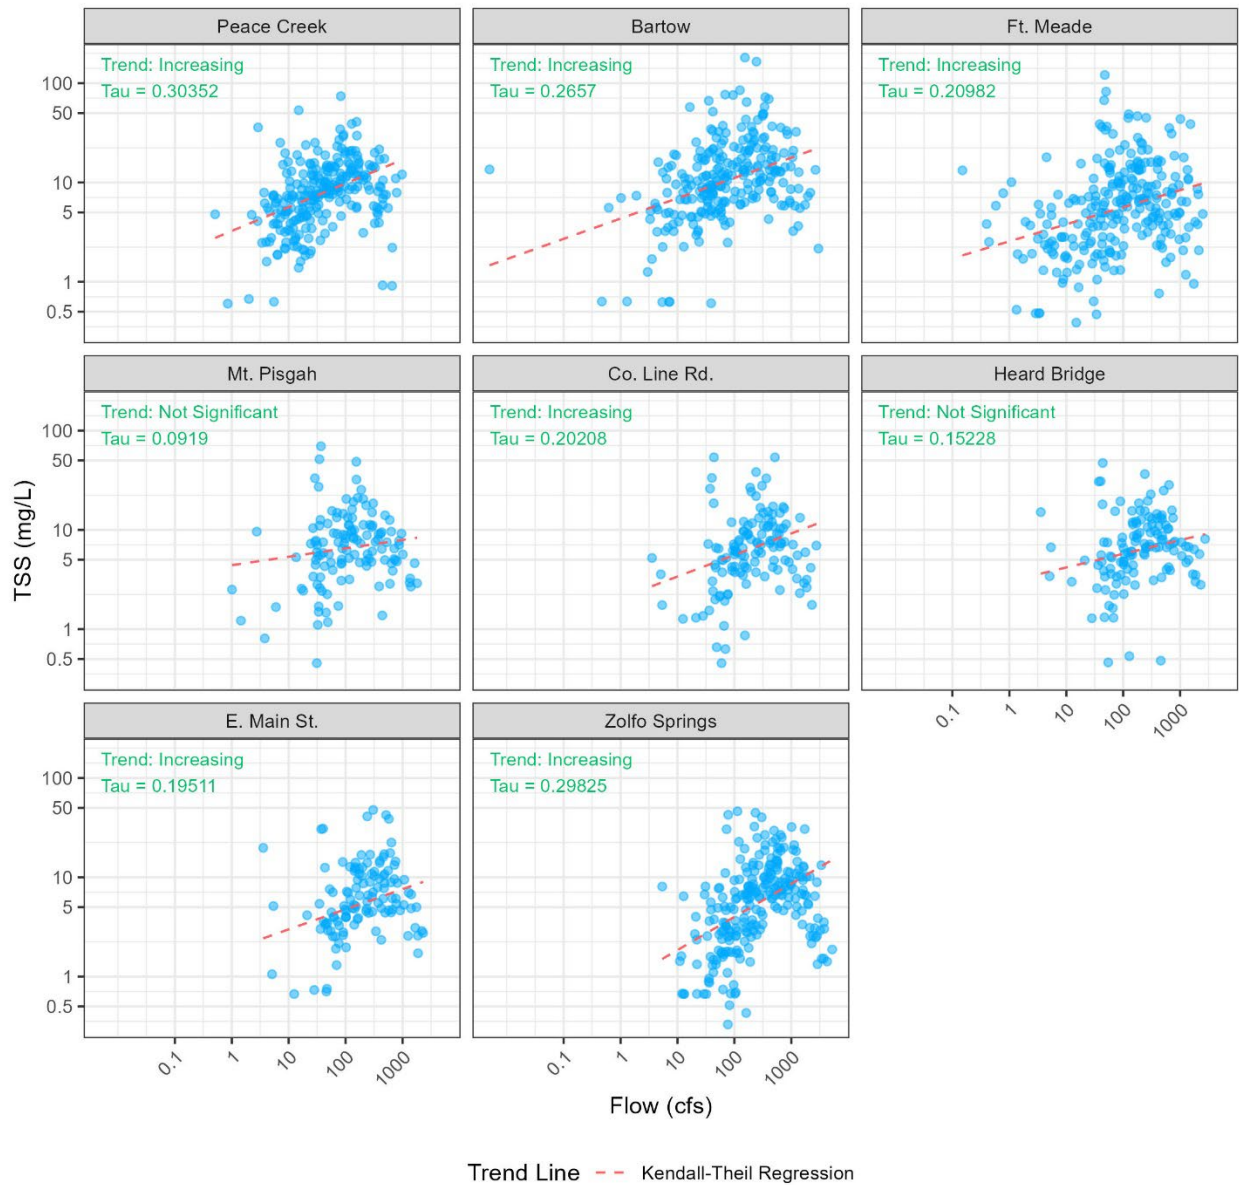 Peace Creek
Bartow
Ft. Meade
Trend: Increasing
Tau = 0.30352
Trend: Increasing
Tau = 0.2657
Trend: Increasing
Tau = 0.20982
100
50
10
5
1
0.5
Mt. Pisgah
Co. Line Rd.
Heard Bridge
Trend: Not Significant
Tau = 0.0919
Trend: Increasing
Tau = 0.20208
Trend: Not Significant
Tau = 0.15228
100
50
10
5
1
0.5
TSS (mg/L)
0.1
1
10
100
1000
E. Main St.
Zolfo Springs
Trend: Increasing
Tau = 0.19511
Trend: Increasing
Tau = 0.29825
100
50
10
5
1
0.5
0.1
1
10
100
1000
0.1
1
10
100
1000
Flow (cfs)
Trend Line
Kendall-Theil Regression